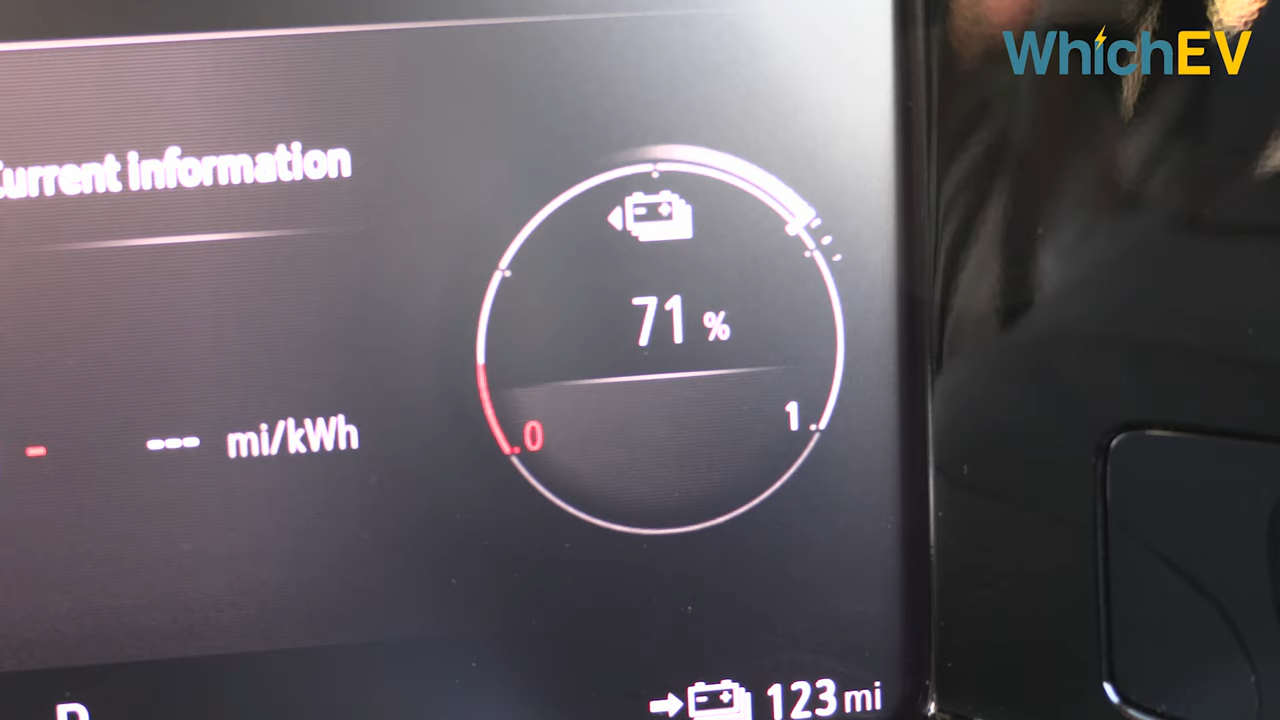 WhichEV
Current information
71 %
0
1
- --- mi/kWh
123 mi